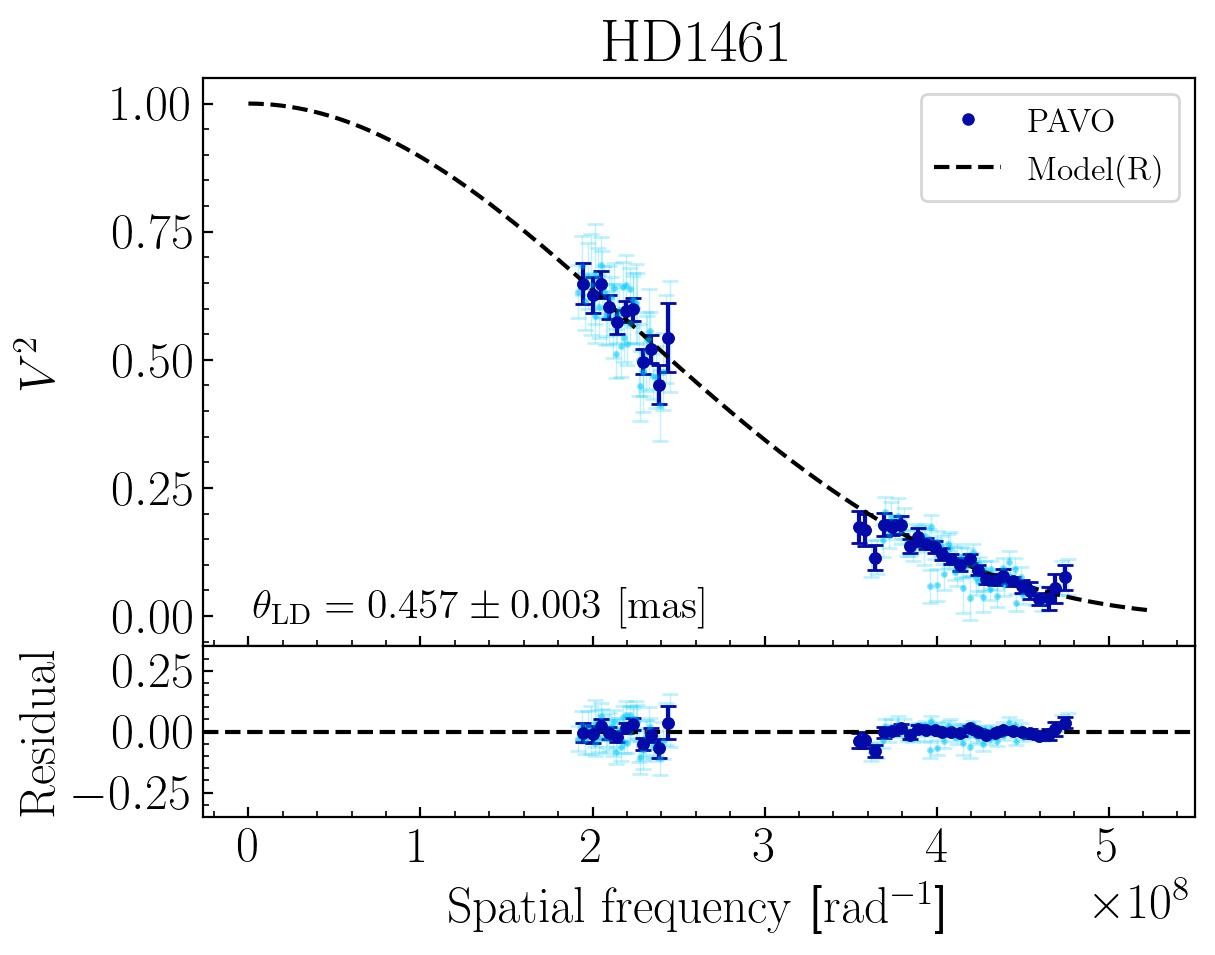 HD1461
1.00
0.75
0.50
0.25
0.00
V²
PAVO
Model(R)
θ_LD = 0.457 ± 0.003 [mas]
0.25
0.00
−0.25
Residual
0 1 2 3 4 5
×10⁸
Spatial frequency [rad⁻¹]